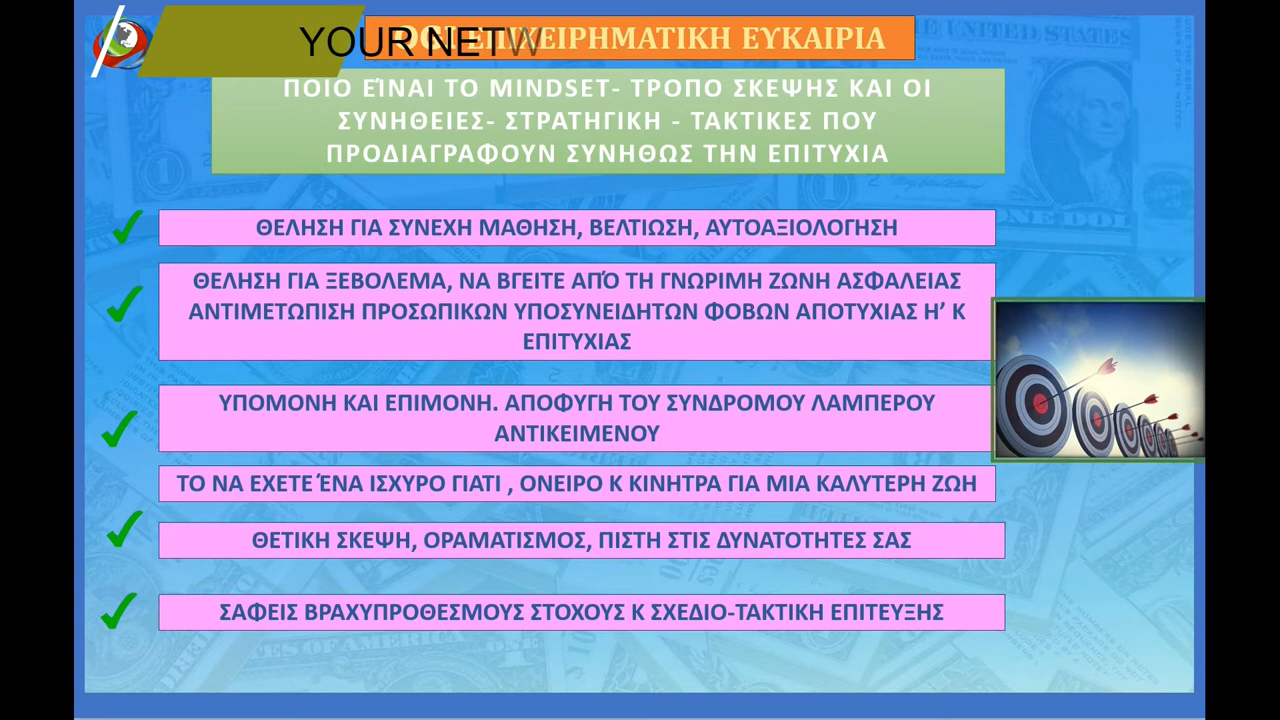 YOUR NETW
ΕΠΙΧΕΙΡΗΜΑΤΙΚΗ ΕΥΚΑΙΡΙΑ
ΠΟΙΟ ΕΊΝΑΙ ΤΟ MINDSET- ΤΡΟΠΟ ΣΚΕΨΗΣ ΚΑΙ ΟΙ
ΣΥΝΗΘΕΙΕΣ- ΣΤΡΑΤΗΓΙΚΗ - ΤΑΚΤΙΚΕΣ ΠΟΥ
ΠΡΟΔΙΑΓΡΑΦΟΥΝ ΣΥΝΗΘΩΣ ΤΗΝ ΕΠΙΤΥΧΙΑ
ΘΕΛΗΣΗ ΓΙΑ ΣΥΝΕΧΗ ΜΑΘΗΣΗ, ΒΕΛΤΙΩΣΗ, ΑΥΤΟΑΞΙΟΛΟΓΗΣΗ
ΘΕΛΗΣΗ ΓΙΑ ΞΕΒΟΛΕΜΑ, ΝΑ ΒΓΕΙΤΕ ΑΠΌ ΤΗ ΓΝΩΡΙΜΗ ΖΩΝΗ ΑΣΦΑΛΕΙΑΣ
ΑΝΤΙΜΕΤΩΠΙΣΗ ΠΡΟΣΩΠΙΚΩΝ ΥΠΟΣΥΝΕΙΔΗΤΩΝ ΦΟΒΩΝ ΑΠΟΤΥΧΙΑΣ Η’ Κ
ΕΠΙΤΥΧΙΑΣ
ΥΠΟΜΟΝΗ ΚΑΙ ΕΠΙΜΟΝΗ. ΑΠΟΦΥΓΗ ΤΟΥ ΣΥΝΔΡΟΜΟΥ ΛΑΜΠΕΡΟΥ
ΑΝΤΙΚΕΙΜΕΝΟΥ
ΤΟ ΝΑ ΕΧΕΤΕ ΈΝΑ ΙΣΧΥΡΟ ΓΙΑΤΙ , ΟΝΕΙΡΟ Κ ΚΙΝΗΤΡΑ ΓΙΑ ΜΙΑ ΚΑΛΥΤΕΡΗ ΖΩΗ
ΘΕΤΙΚΗ ΣΚΕΨΗ, ΟΡΑΜΑΤΙΣΜΟΣ, ΠΙΣΤΗ ΣΤΙΣ ΔΥΝΑΤΟΤΗΤΕΣ ΣΑΣ
ΣΑΦΕΙΣ ΒΡΑΧΥΠΡΟΘΕΣΜΟΥΣ ΣΤΟΧΟΥΣ Κ ΣΧΕΔΙΟ-ΤΑΚΤΙΚΗ ΕΠΙΤΕΥΞΗΣ